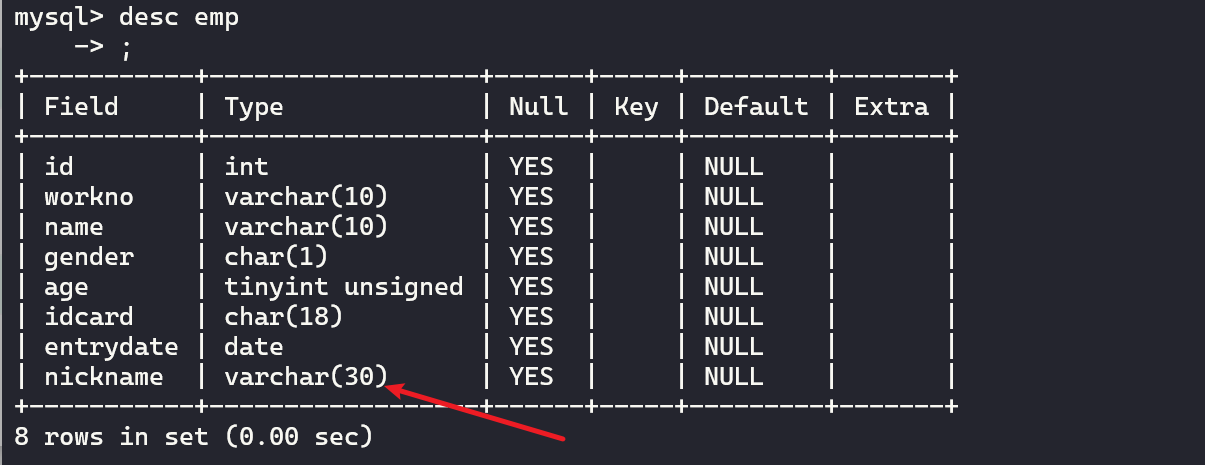 mysql> desc emp
    -> ;
+-----------+------------------+------+-----+---------+-------+
| Field     | Type             | Null | Key | Default | Extra |
+-----------+------------------+------+-----+---------+-------+
| id        | int              | YES  |     | NULL    |       |
| workno    | varchar(10)      | YES  |     | NULL    |       |
| name      | varchar(10)      | YES  |     | NULL    |       |
| gender    | char(1)          | YES  |     | NULL    |       |
| age       | tinyint unsigned | YES  |     | NULL    |       |
| idcard    | char(18)         | YES  |     | NULL    |       |
| entrydate | date             | YES  |     | NULL    |       |
| nickname  | varchar(30)      | YES  |     | NULL    |       |
+-----------+------------------+------+-----+---------+-------+
8 rows in set (0.00 sec)